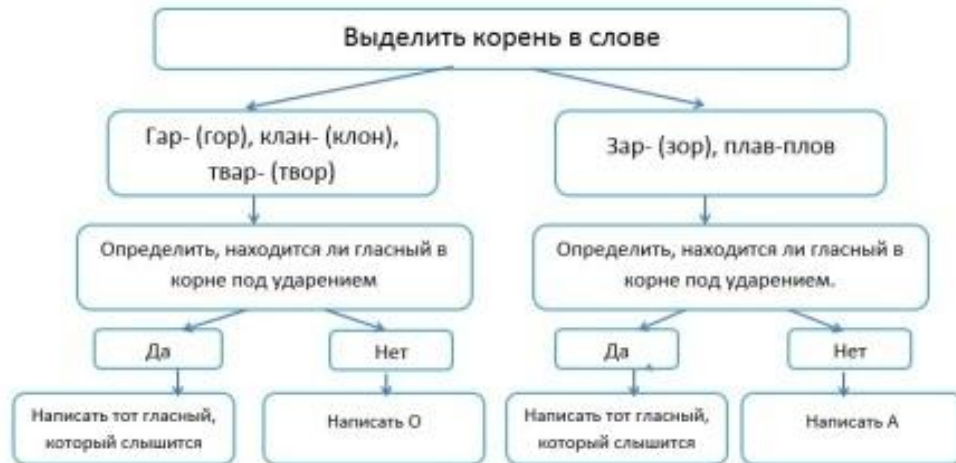 Выделить корень в слове
Гар- (гор), клан- (клон),
твар- (твор)
Зар- (зор), плав-плов
Определить, находится ли гласный в
корне под ударением
Определить, находится ли гласный в
корне под ударением.
Да
Нет
Да
Нет
Написать тот гласный,
который слышится
Написать О
Написать тот гласный,
который слышится
Написать А